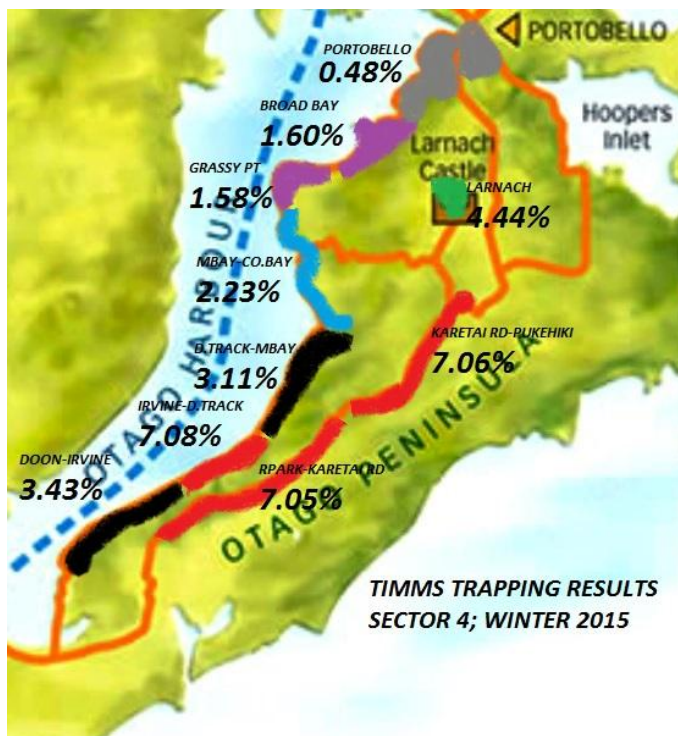 PORTOBELLO
PORTOBELLO
0.48%
BROAD BAY
1.60%
Hoopers
Inlet
Larnach
Castle
GRASSY PT
1.58%
LARNACH
4.44%
MBAY-CO.BAY
2.23%
OTAGO HARBOUR
KARETAI RD-PUKEHIKI
7.06%
D.TRACK-MBAY
3.11%
IRVINE-D.TRACK
7.08%
DOON-IRVINE
3.43%
RPARK-KARETAI RD
7.05%
OTAGO PENINSULA
TIMMS TRAPPING RESULTS
SECTOR 4; WINTER 2015